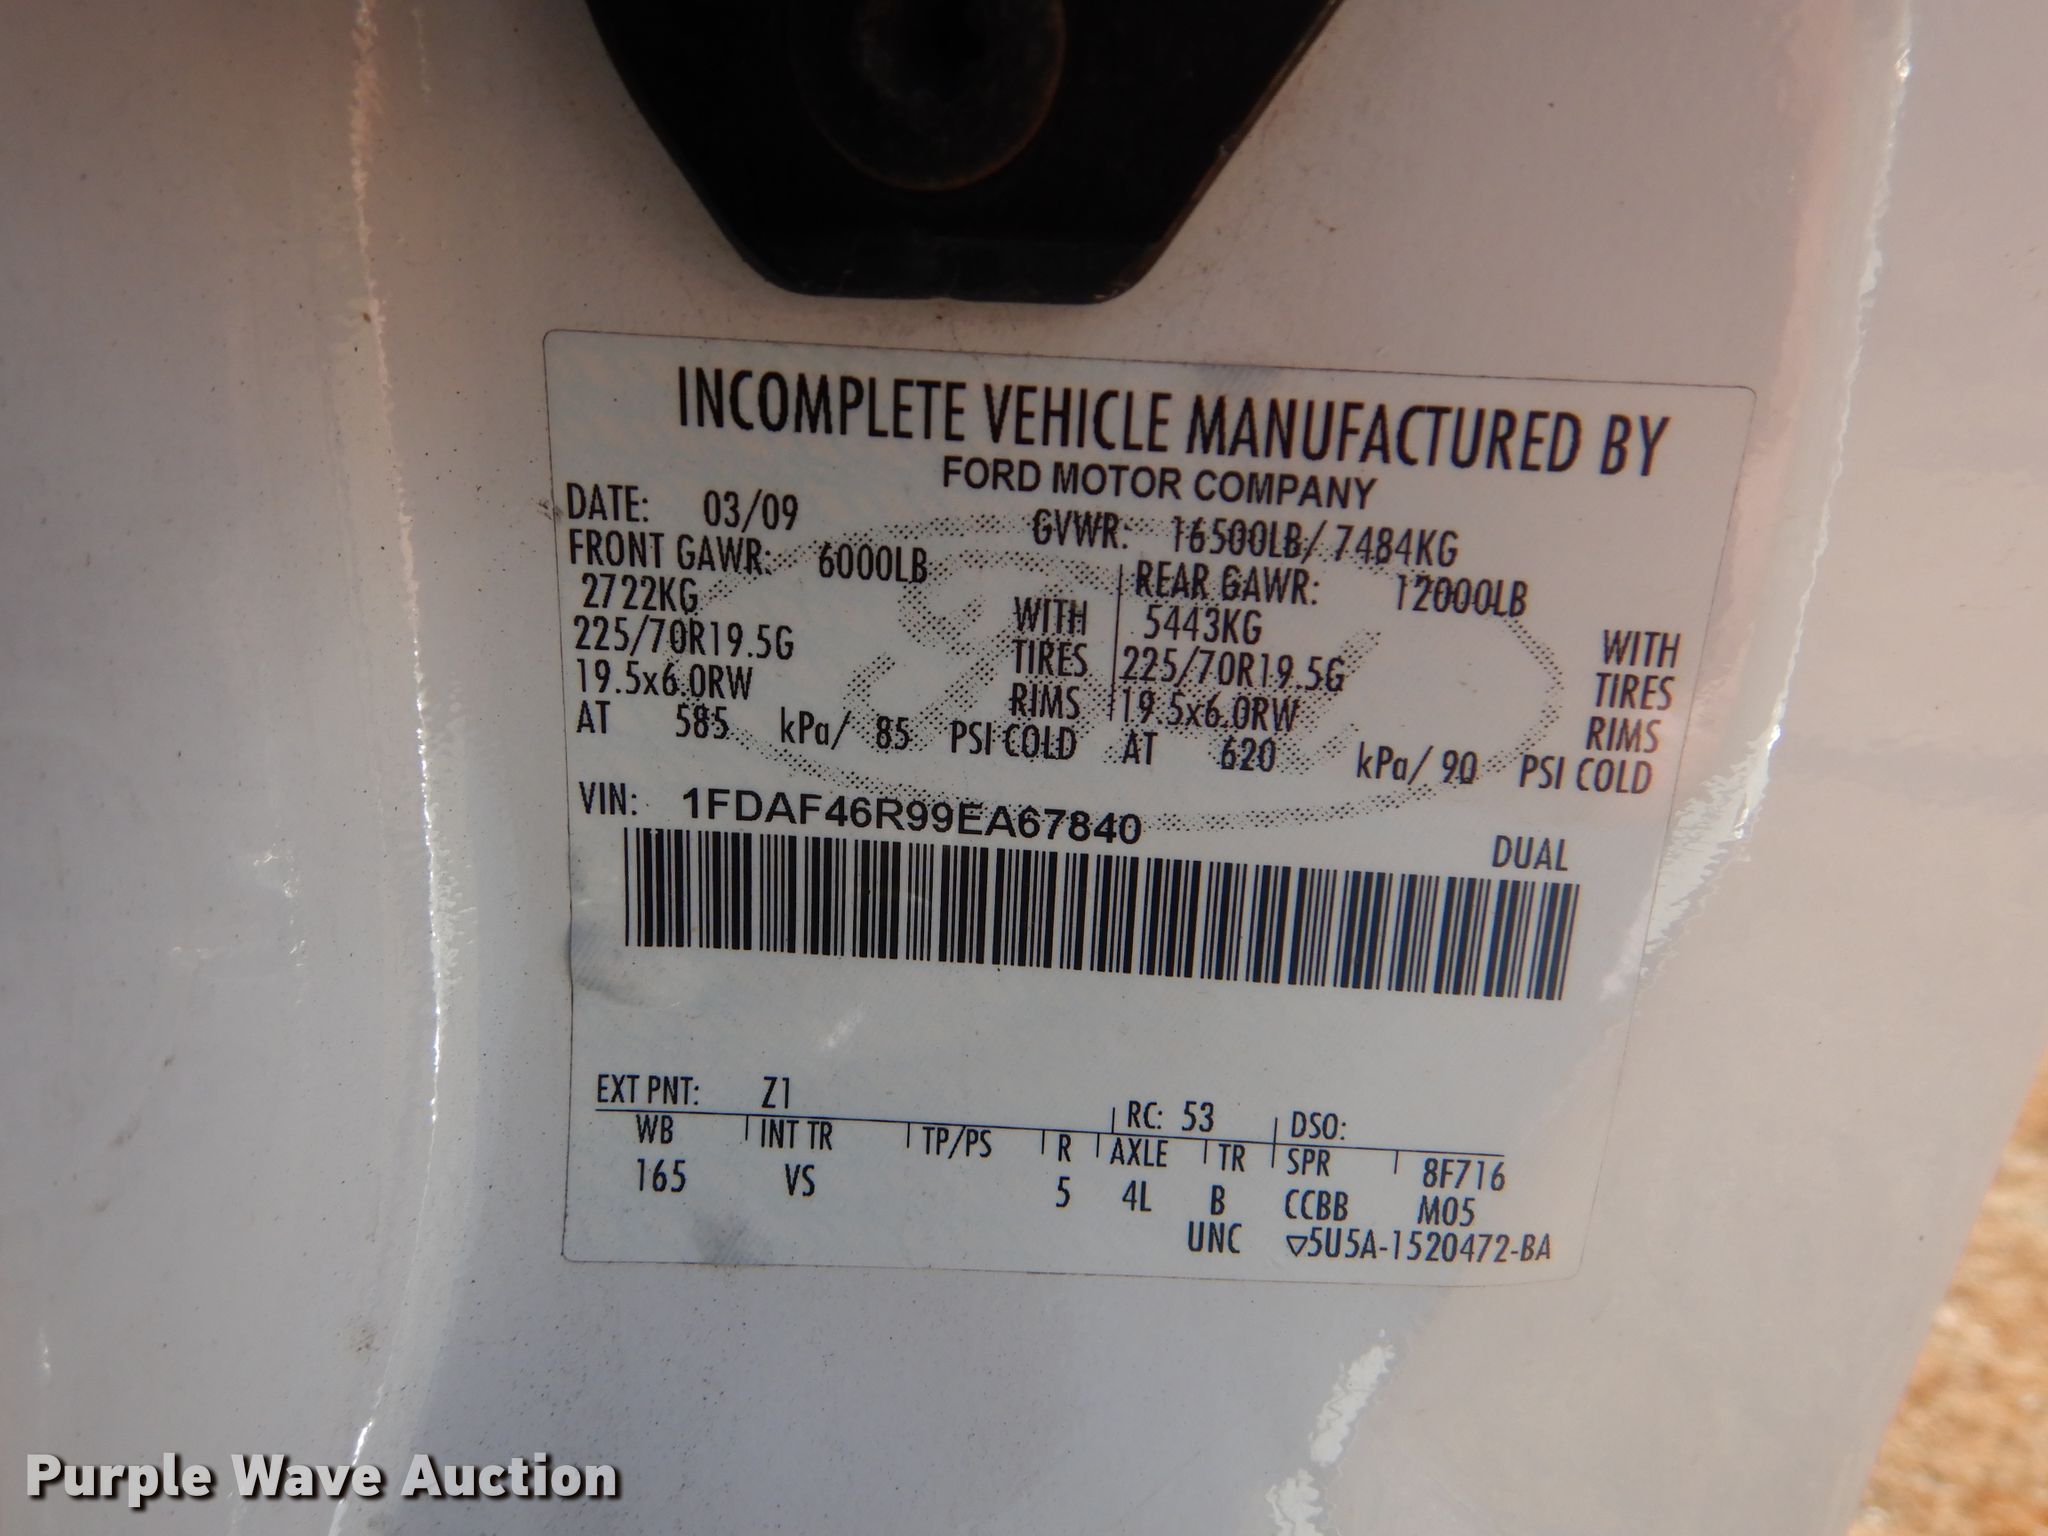 INCOMPLETE VEHICLE MANUFACTURED BY
FORD MOTOR COMPANY
DATE: 03/09 GVWR: 16500LB/ 7484KG
FRONT GAWR: 6000LB REAR GAWR: 12000LB
2722KG WITH 5443KG WITH
225/70R19.5G TIRES 225/70R19.5G TIRES
19.5x6.0RW RIMS 19.5x6.0RW RIMS
AT 585 kPa/ 85 PSI COLD AT 620 kPa/ 90 PSI COLD
VIN: 1FDAF46R99EA67840
DUAL
EXT PNT: Z1 RC: 53 DSO:
WB INT TR TP/PS R AXLE TR SPR 8F716
165 VS 5 4L B CCBB M05
UNC ▽5U5A-1520472-BA
Purple Wave Auction